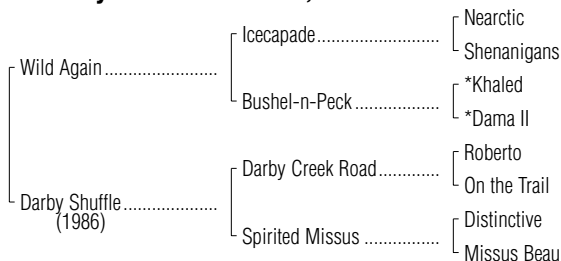 Nearctic
Icecapade
Shenanigans
Wild Again
*Khaled
Bushel-n-Peck
*Dama II
Roberto
Darby Creek Road
On the Trail
Darby Shuffle
(1986)
Distinctive
Spirited Missus
Missus Beau